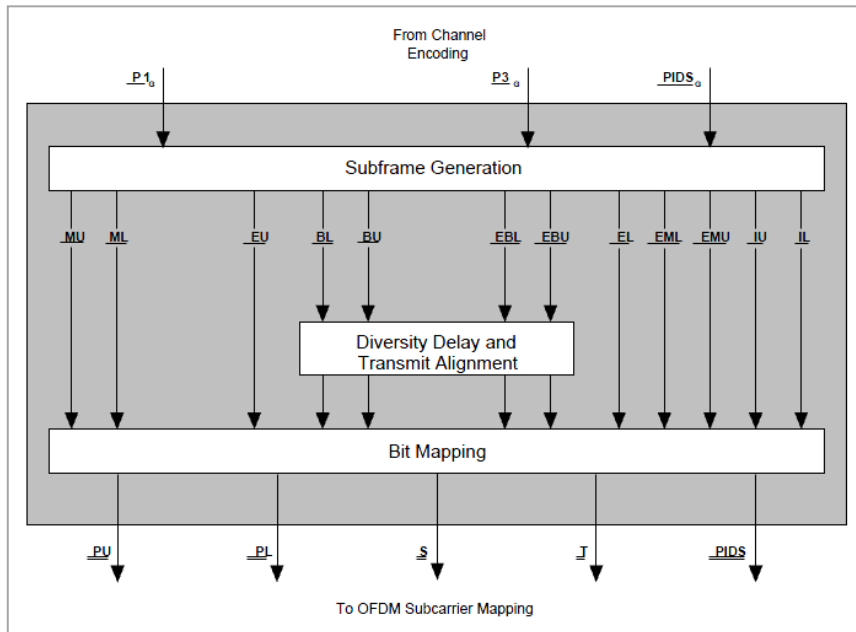 From Channel
Encoding
P1G P3G PIDSG
Subframe Generation
MU ML EU BL BU EBL EBU EL EML EMU IU IL
Diversity Delay and
Transmit Alignment
Bit Mapping
PU PL S T PIDS
To OFDM Subcarrier Mapping